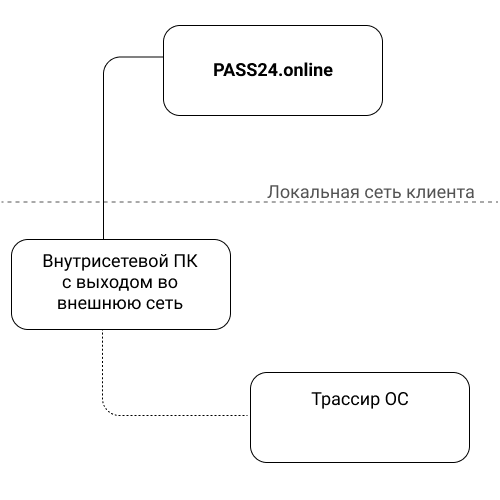 PASS24.online
Локальная сеть клиента
Внутрисетевой ПК
с выходом во
внешнюю сеть
Трассир ОС